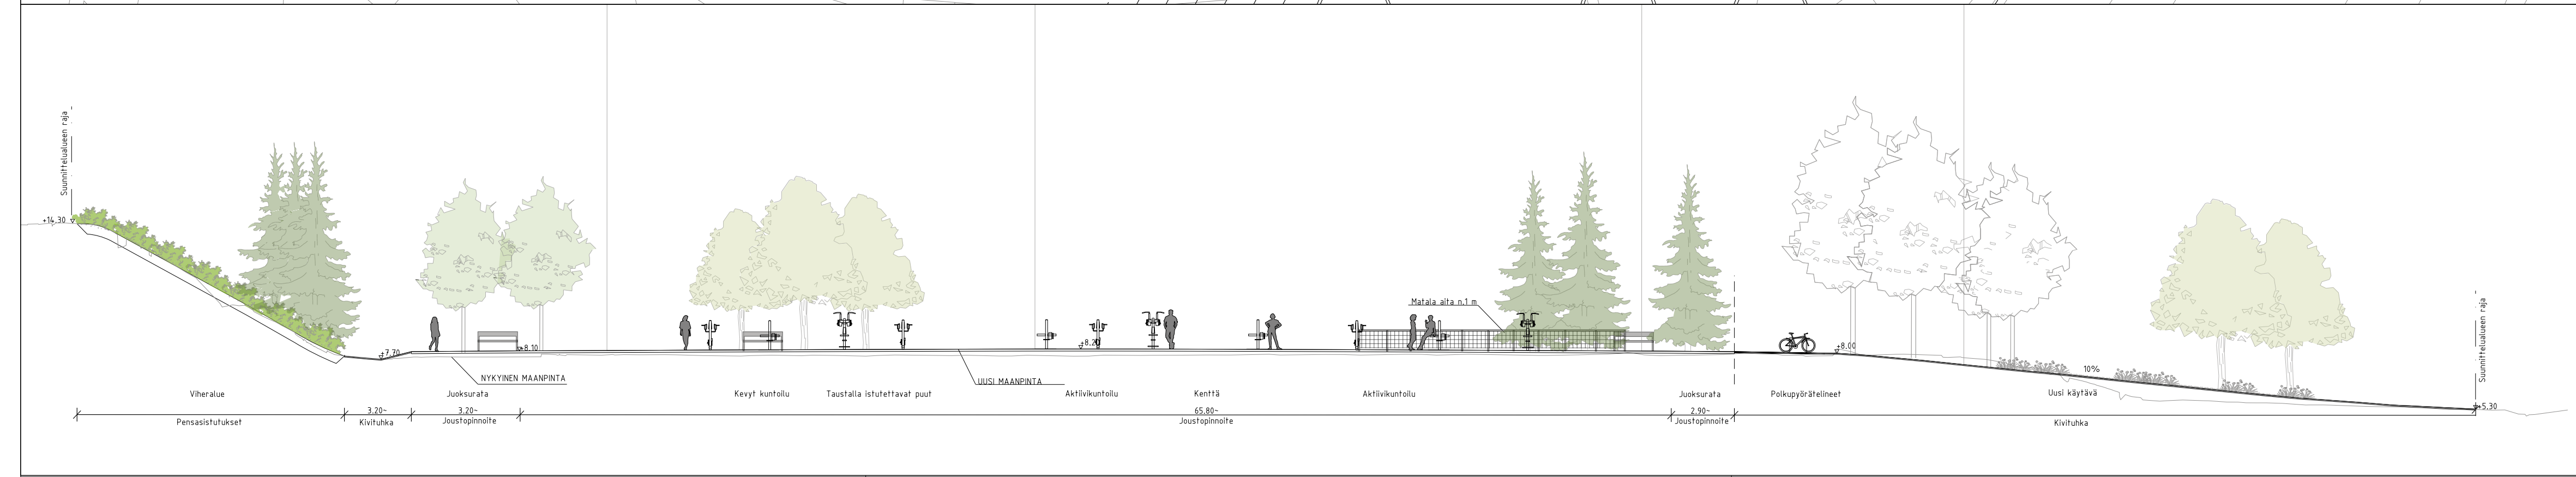 Suunnittelualueen raja
+14.30
+7.70
+8.10
NYKYINEN MAANPINTA
UUSI MAANPINTA
+8.20
Matala aita n.1 m
+8.00
10%
Suunnittelualueen raja
+5.30
Viheralue
Juoksurata
Kevyt kuntoilu
Taustalla istutettavat puut
Aktiivikuntoilu
Kenttä
Aktiivikuntoilu
Juoksurata
Polkupyörätelineet
Uusi käytävä
3.20~
3.20~
65.80~
2.90~
Pensasistutukset
Kivituhka
Joustopinnoite
Joustopinnoite
Joustopinnoite
Kivituhka